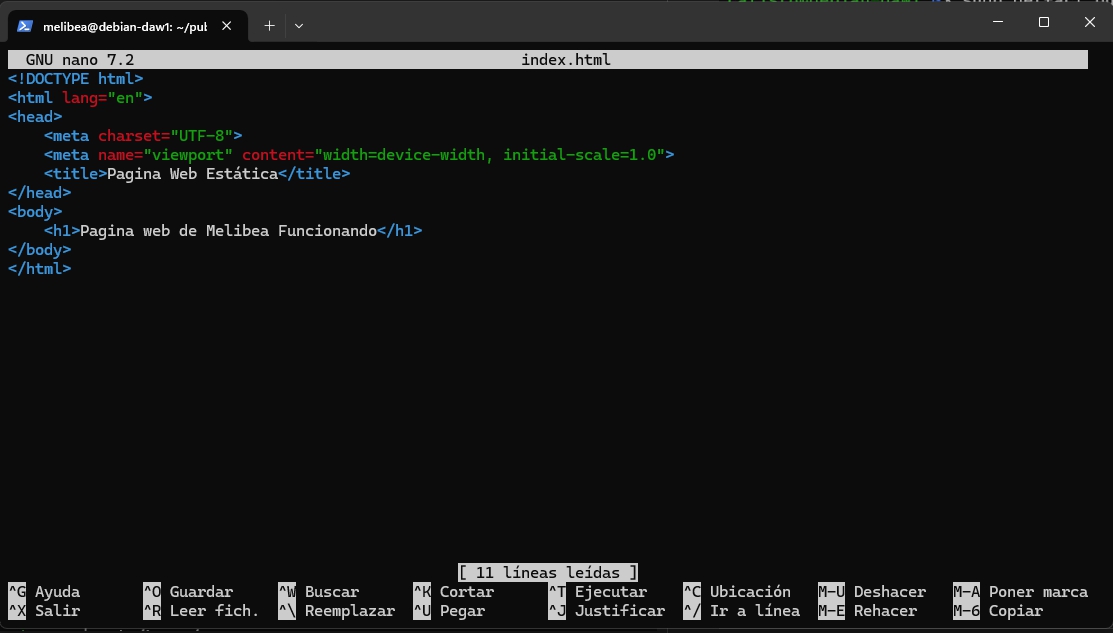 melibea@debian-daw1: ~/pul
GNU nano 7.2 index.html
<!DOCTYPE html>
<html lang="en">
<head>
    <meta charset="UTF-8">
    <meta name="viewport" content="width=device-width, initial-scale=1.0">
    <title>Pagina Web Estática</title>
</head>
<body>
    <h1>Pagina web de Melibea Funcionando</h1>
</body>
</html>
[ 11 líneas leídas ]
^G Ayuda ^O Guardar ^W Buscar ^K Cortar ^T Ejecutar ^C Ubicación M-U Deshacer M-A Poner marca
^X Salir ^R Leer fich. ^\ Reemplazar ^U Pegar ^J Justificar ^/ Ir a línea M-E Rehacer M-6 Copiar